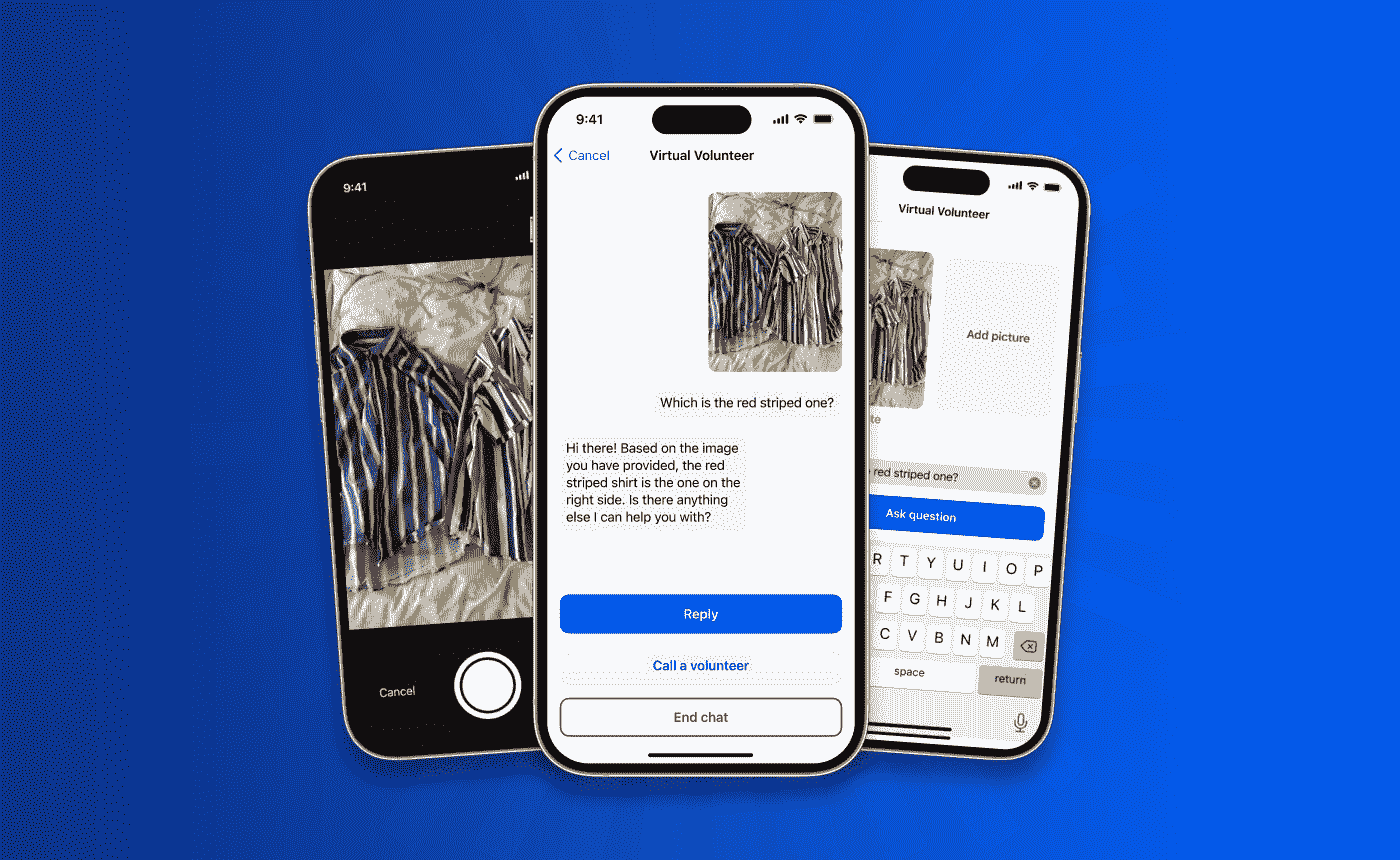 9:41
Cancel
9:41
Cancel
Virtual Volunteer
Which is the red striped one?
Hi there! Based on the image
you have provided, the red
striped shirt is the one on the
right side. Is there anything
else I can help you with?
Reply
Call a volunteer
End chat
Virtual Volunteer
Add picture
te
red striped one?
Ask question
R T Y U I O P
F G H J K L
C V B N M
space
return